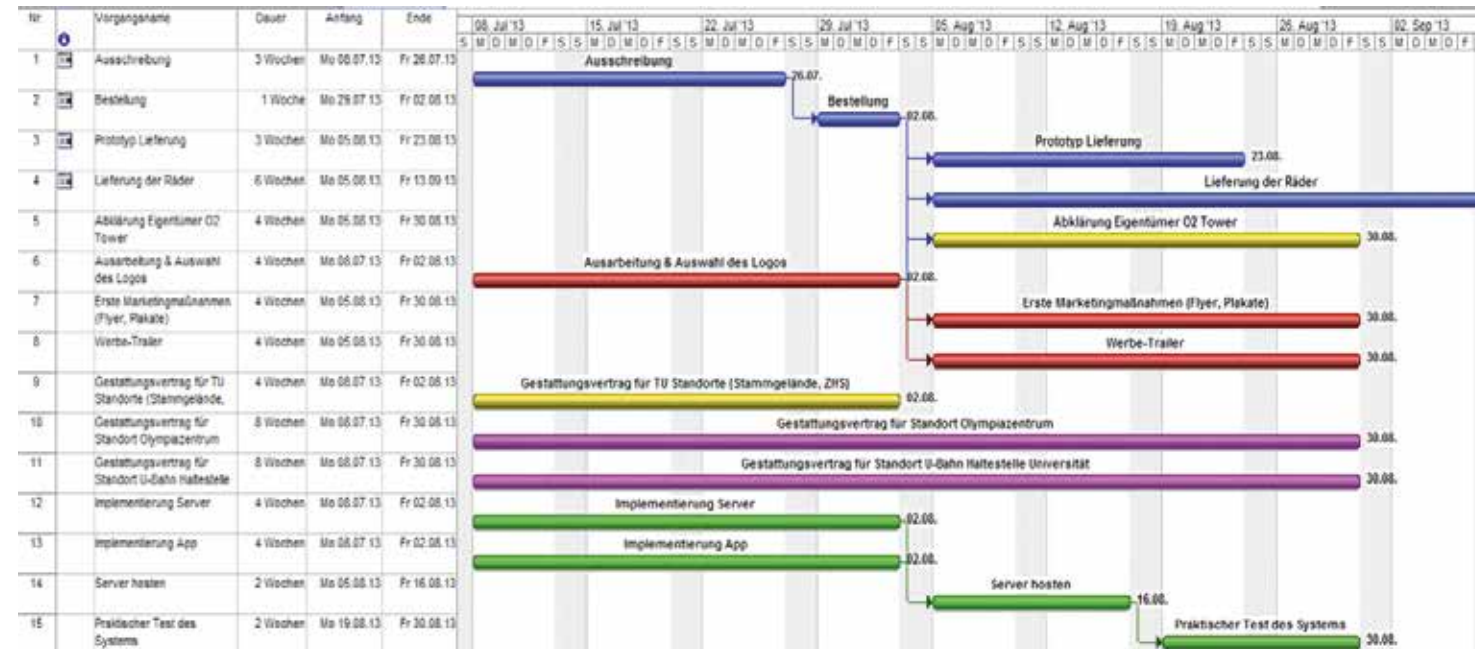 Nr Vorgangsname Dauer Anfang Ende 08. Jul '13 15. Jul '13 22. Jul '13 29. Jul '13 05. Aug '13 12. Aug '13 19. Aug '13 26. Aug '13 02. Sep '13
S M D M D F S S M D M D F S S M D M D F S S M D M D F S S M D M D F S S M D M D F S S M D M D F S S M D M D F S S M D M D F
1 Ausschreibung 3 Wochen Mo 08.07.13 Fr 26.07.13 Ausschreibung 26.07.
2 Bestellung 1 Woche Mo 29.07.13 Fr 02.08.13 Bestellung 02.08.
3 Prototyp Lieferung 3 Wochen Mo 05.08.13 Fr 23.08.13 Prototyp Lieferung 23.08.
4 Lieferung der Räder 6 Wochen Mo 05.08.13 Fr 13.09.13 Lieferung der Räder
5 Abklärung Eigentümer O2 4 Wochen Mo 05.08.13 Fr 30.08.13 Abklärung Eigentümer O2 Tower 30.08.
Tower
6 Ausarbeitung & Auswahl 4 Wochen Mo 08.07.13 Fr 02.08.13 Ausarbeitung & Auswahl des Logos 02.08.
des Logos
7 Erste Marketingmaßnahmen 4 Wochen Mo 05.08.13 Fr 30.08.13 Erste Marketingmaßnahmen (Flyer, Plakate) 30.08.
(Flyer, Plakate)
8 Werbe-Trailer 4 Wochen Mo 05.08.13 Fr 30.08.13 Werbe-Trailer 30.08.
9 Gestattungsvertrag für TU 4 Wochen Mo 08.07.13 Fr 02.08.13 Gestattungsvertrag für TU Standorte (Stammgelände, ZHS) 02.08.
Standorte (Stammgelände,
10 Gestattungsvertrag für 8 Wochen Mo 08.07.13 Fr 30.08.13 Gestattungsvertrag für Standort Olympiazentrum 30.08.
Standort Olympiazentrum
11 Gestattungsvertrag für 8 Wochen Mo 08.07.13 Fr 30.08.13 Gestattungsvertrag für Standort U-Bahn Haltestelle Universität 30.08.
Standort U-Bahn Haltestelle
12 Implementierung Server 4 Wochen Mo 08.07.13 Fr 02.08.13 Implementierung Server 02.08.
13 Implementierung App 4 Wochen Mo 08.07.13 Fr 02.08.13 Implementierung App 02.08.
14 Server hosten 2 Wochen Mo 05.08.13 Fr 16.08.13 Server hosten 16.08.
15 Praktischer Test des 2 Wochen Mo 19.08.13 Fr 30.08.13 Praktischer Test des Systems 30.08.
Systems